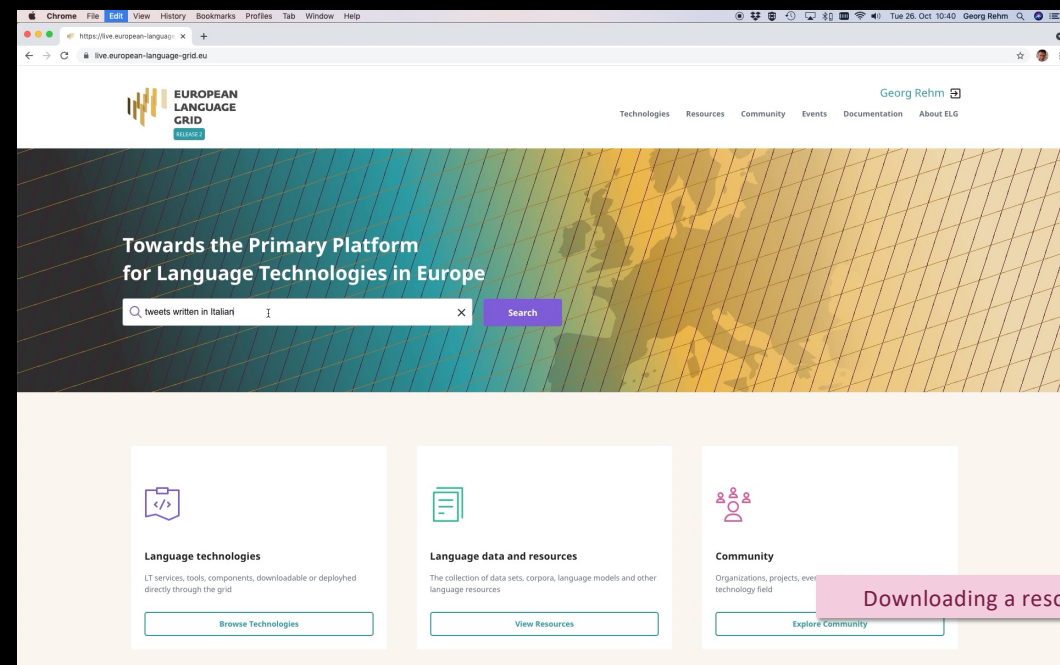 Chrome File Edit View History Bookmarks Profiles Tab Window Help
Tue 26. Oct 10:40 Georg Rehm
https://live.european-languag
live.european-language-grid.eu
EUROPEAN
LANGUAGE
GRID
RELEASE 2
Georg Rehm
Technologies Resources Community Events Documentation About ELG
Towards the Primary Platform
for Language Technologies in Europe
tweets written in Italian
Search
Language technologies
LT services, tools, components, downloadable or deployhed
directly through the grid
Browse Technologies
Language data and resources
The collection of data sets, corpora, language models and other
language resources
View Resources
Community
Organizations, projects,
technology field
Explore Community
Downloading a